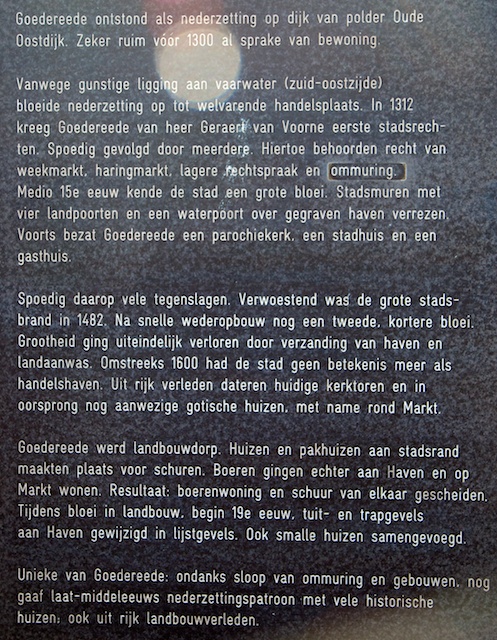 Goedereede ontstond als nederzetting op dijk van polder Oude
Oostdijk. Zeker ruim vóór 1300 al sprake van bewoning.
Vanwege gunstige ligging aan vaarwater (zuid-oostzijde)
bloeide nederzetting op tot welvarende handelsplaats. In 1312
kreeg Goedereede van heer Geraert van Voorne eerste stadsrech-
ten. Spoedig gevolgd door meerdere. Hiertoe behoorden recht van
weekmarkt, haringmarkt, lagere rechtspraak en ommuring.
Medio 15e eeuw kende de stad een grote bloei. Stadsmuren met
vier landpoorten en een waterpoort over gegraven haven verrezen.
Voorts bezat Goedereede een parochiekerk, een stadhuis en een
gasthuis.
Spoedig daarop vele tegenslagen. Verwoestend was de grote stads-
brand in 1482. Na snelle wederopbouw nog een tweede, kortere bloei.
Grootheid ging uiteindelijk verloren door verzanding van haven en
landaanwas. Omstreeks 1600 had de stad geen betekenis meer als
handelshaven. Uit rijk verleden dateren huidige kerktoren en in
oorsprong nog aanwezige gotische huizen, met name rond Markt.
Goedereede werd landbouwdorp. Huizen en pakhuizen aan stadsrand
maakten plaats voor schuren. Boeren gingen echter aan Haven en op
Markt wonen. Resultaat: boerenwoning en schuur van elkaar gescheiden.
Tijdens bloei in landbouw, begin 19e eeuw, tuit- en trapgevels
aan Haven gewijzigd in lijstgevels. Ook smalle huizen samengevoegd.
Unieke van Goedereede: ondanks sloop van ommuring en gebouwen, nog
gaaf laat-middeleeuws nederzettingspatroon met vele historische
huizen; ook uit rijk landbouwverleden.